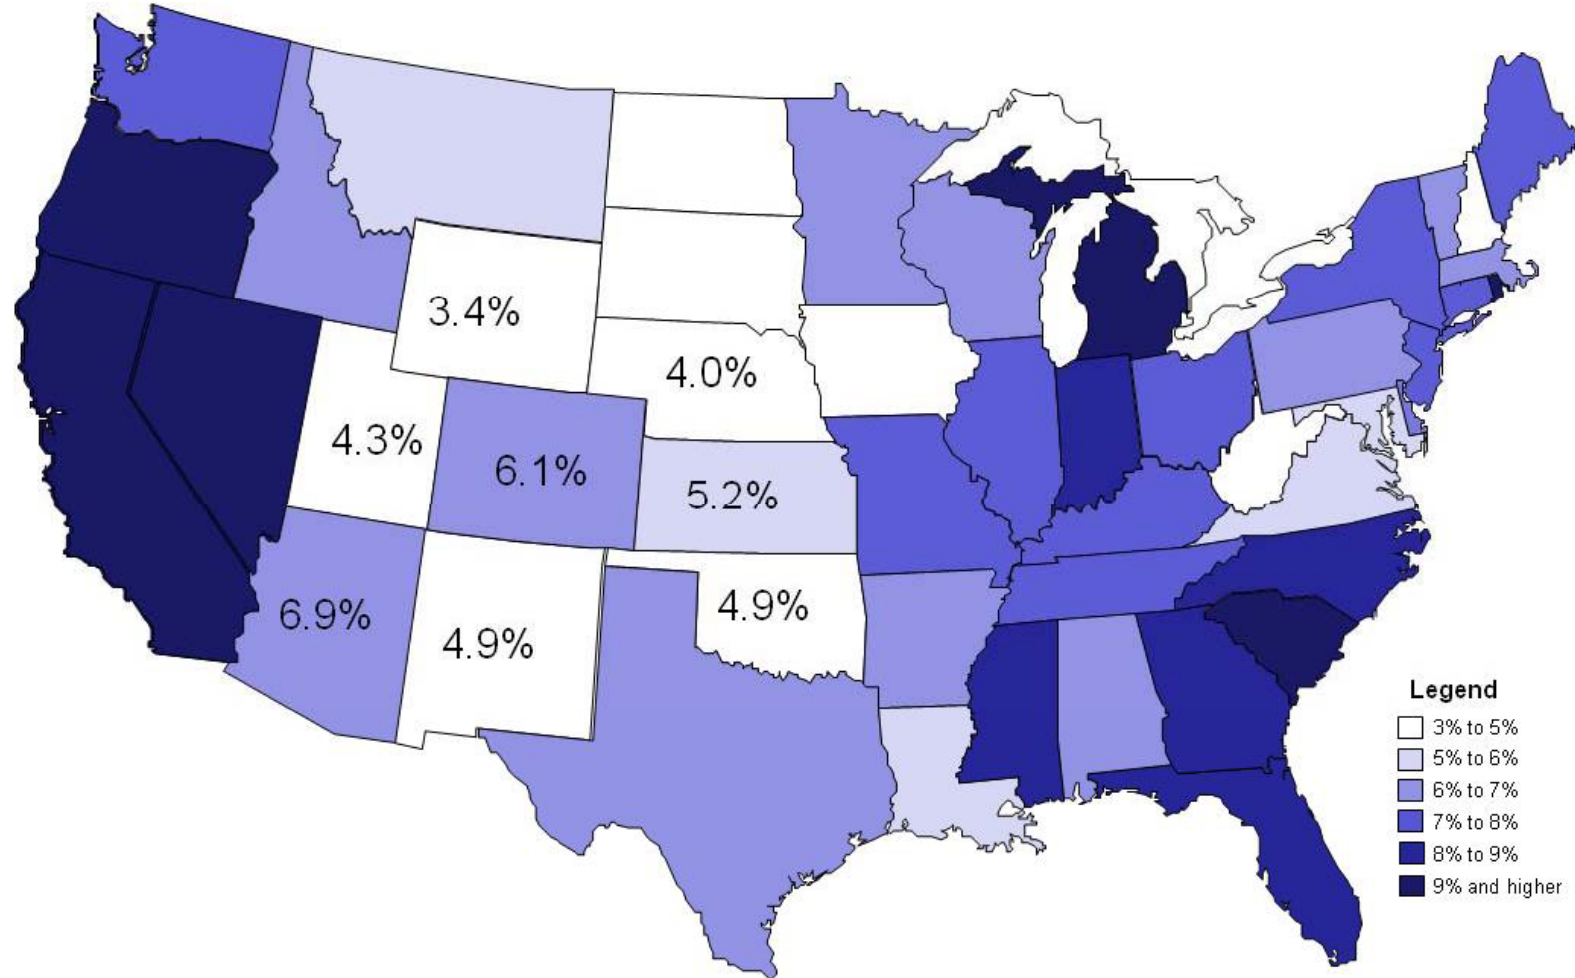 3.4%
4.0%
4.3%
6.1%
5.2%
6.9%
4.9%
4.9%
Legend
3% to 5%
5% to 6%
6% to 7%
7% to 8%
8% to 9%
9% and higher